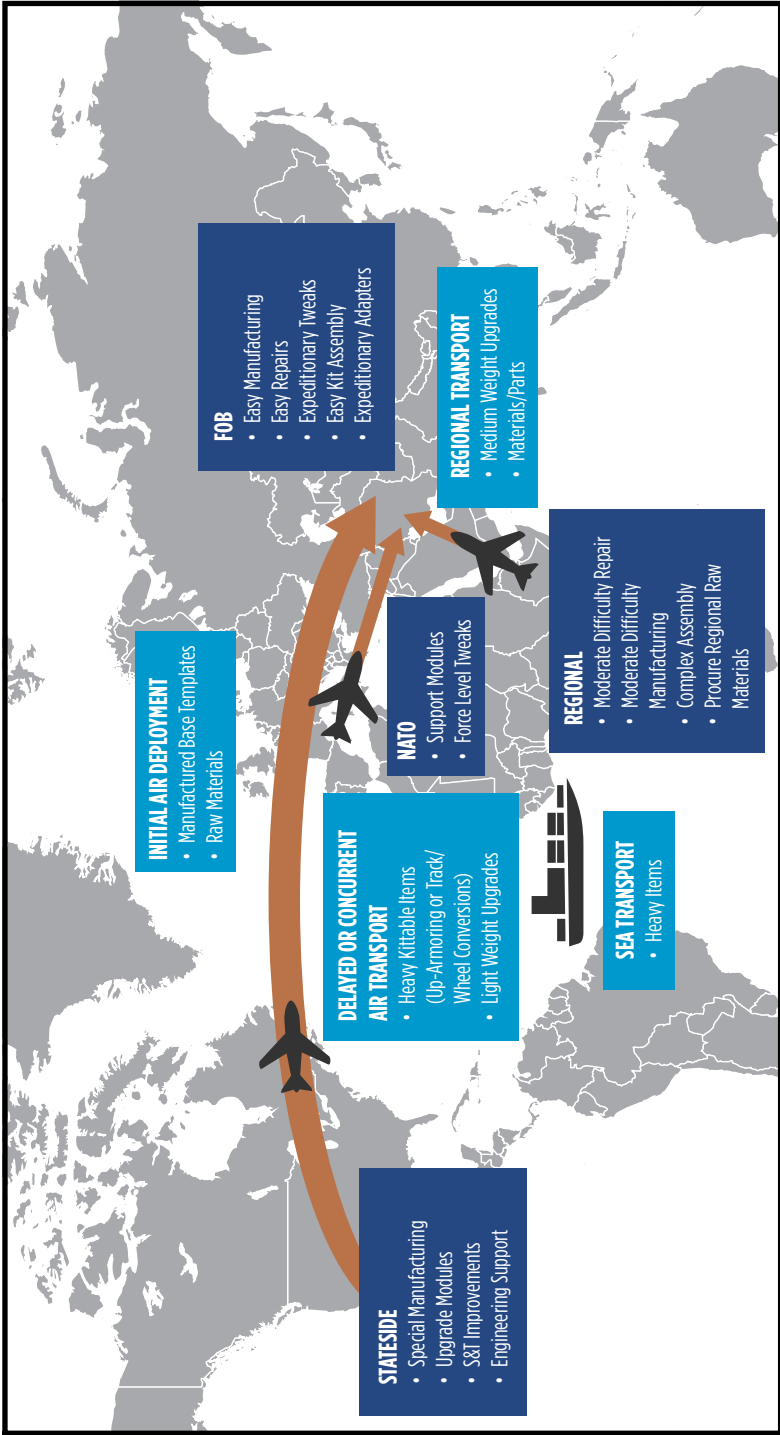 STATESIDE
• Special Manufacturing
• Upgrade Modules
• S&T Improvements
• Engineering Support
INITIAL AIR DEPLOYMENT
• Manufactured Base Templates
• Raw Materials
DELAYED OR CONCURRENT
AIR TRANSPORT
• Heavy Kittable Items
(Up-Armoring or Track/
Wheel Conversions)
• Light Weight Upgrades
SEA TRANSPORT
• Heavy Items
NATO
• Support Modules
• Force Level Tweaks
REGIONAL
• Moderate Difficulty Repair
• Moderate Difficulty
Manufacturing
• Complex Assembly
• Procure Regional Raw
Materials
FOB
• Easy Manufacturing
• Easy Repairs
• Expeditionary Tweaks
• Easy Kit Assembly
• Expeditionary Adapters
REGIONAL TRANSPORT
• Medium Weight Upgrades
• Materials/Parts